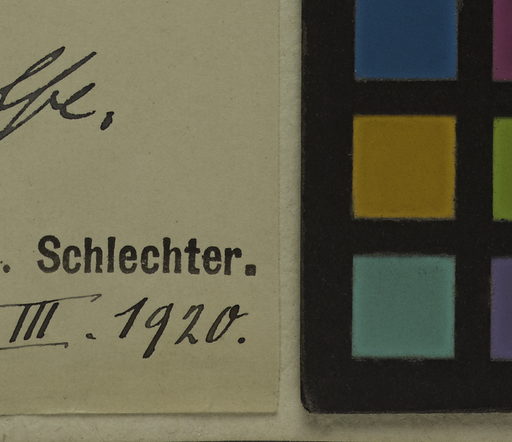 . Schlechter.
III. 1920.